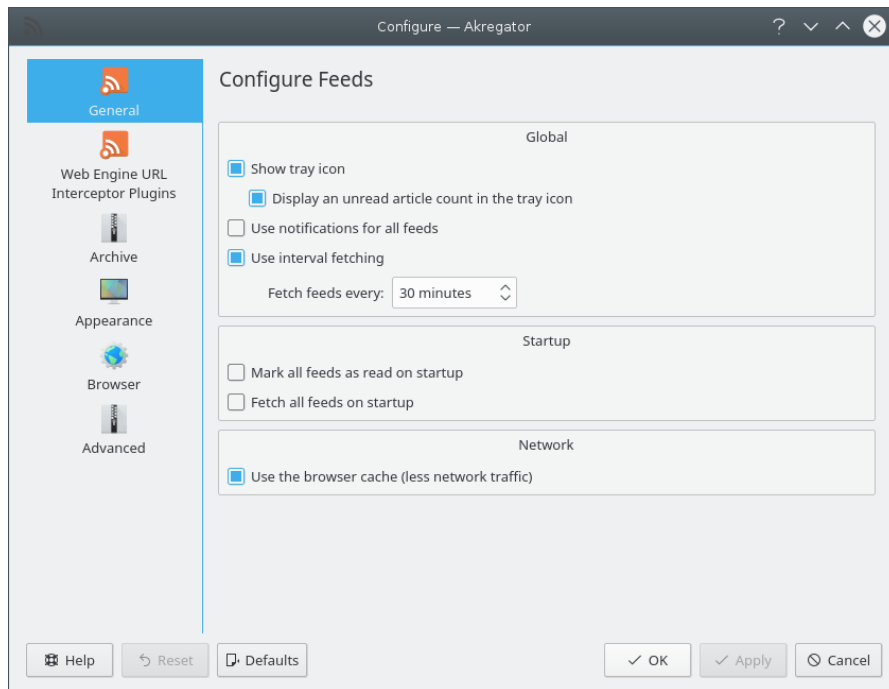 Configure — Akregator
General
Web Engine URL
Interceptor Plugins
Archive
Appearance
Browser
Advanced
Configure Feeds
Global
Show tray icon
Display an unread article count in the tray icon
Use notifications for all feeds
Use interval fetching
Fetch feeds every: 30 minutes
Startup
Mark all feeds as read on startup
Fetch all feeds on startup
Network
Use the browser cache (less network traffic)
Help Reset Defaults OK Apply Cancel